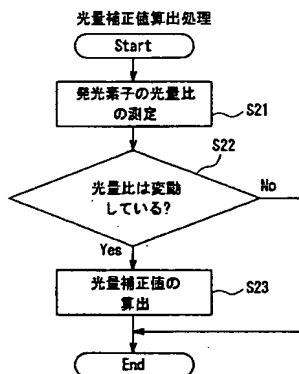 光量補正値算出処理
Start
発光素子の光量比
の測定
S21
S22
光量比は変動
している?
No
Yes
光量補正値の
算出
S23
End